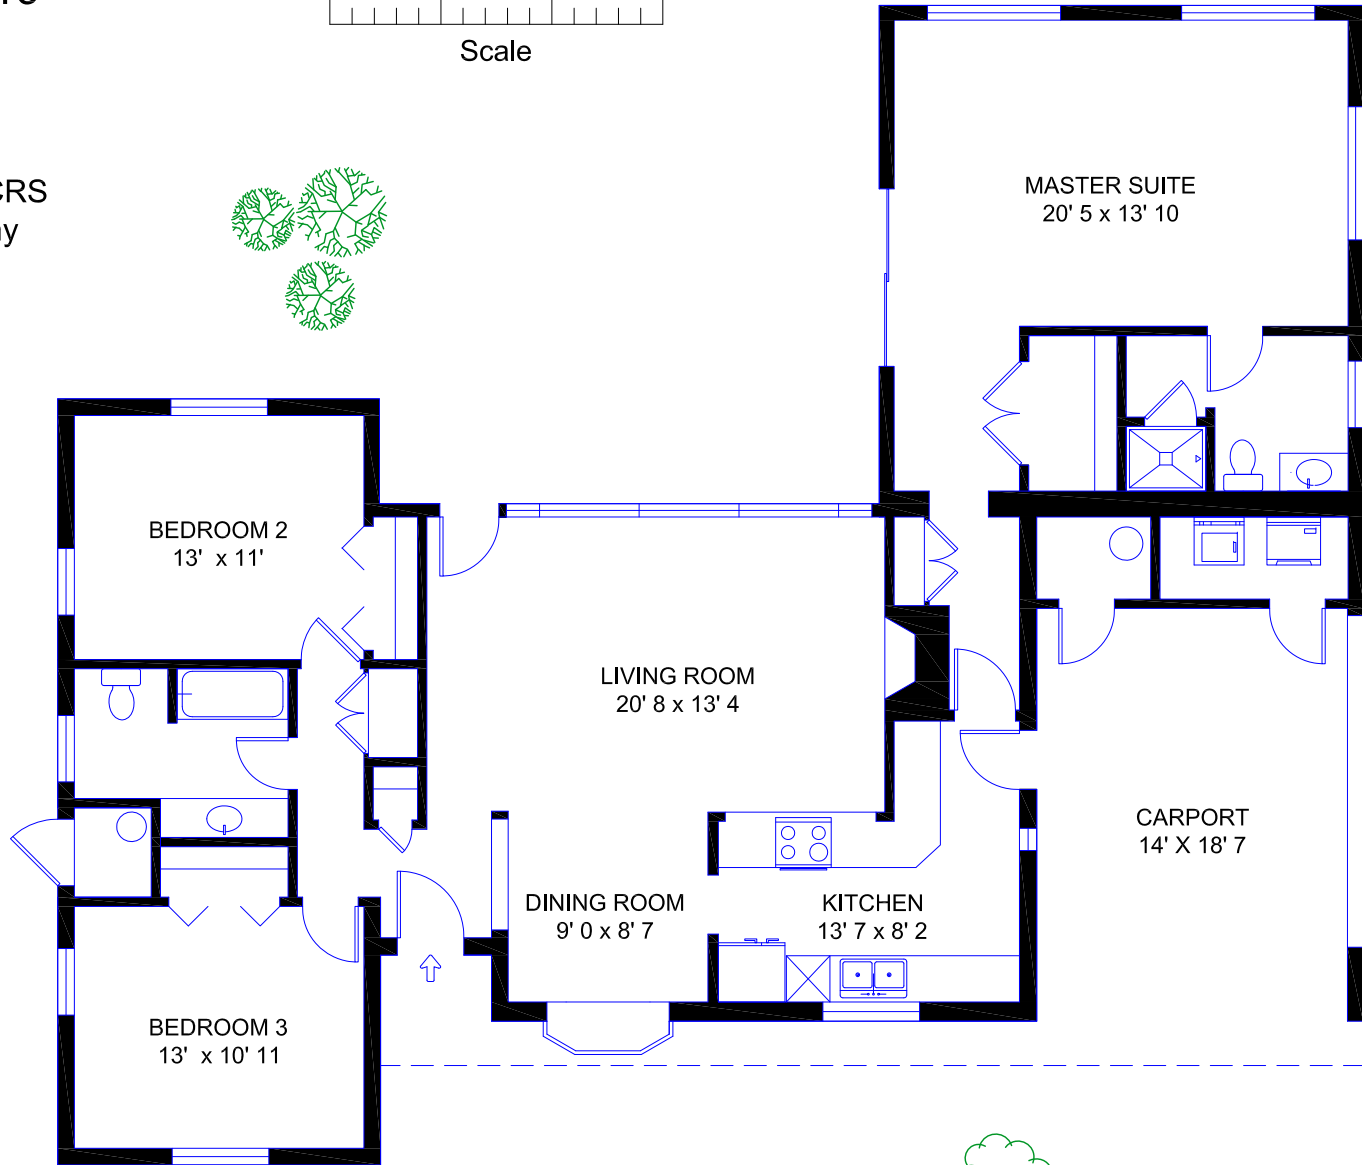 Scale
CRS
MASTER SUITE
20' 5 x 13' 10
BEDROOM 2
13' x 11'
LIVING ROOM
20' 8 x 13' 4
CARPORT
14' X 18' 7
DINING ROOM
9' 0 x 8' 7
KITCHEN
13' 7 x 8' 2
BEDROOM 3
13' x 10' 11